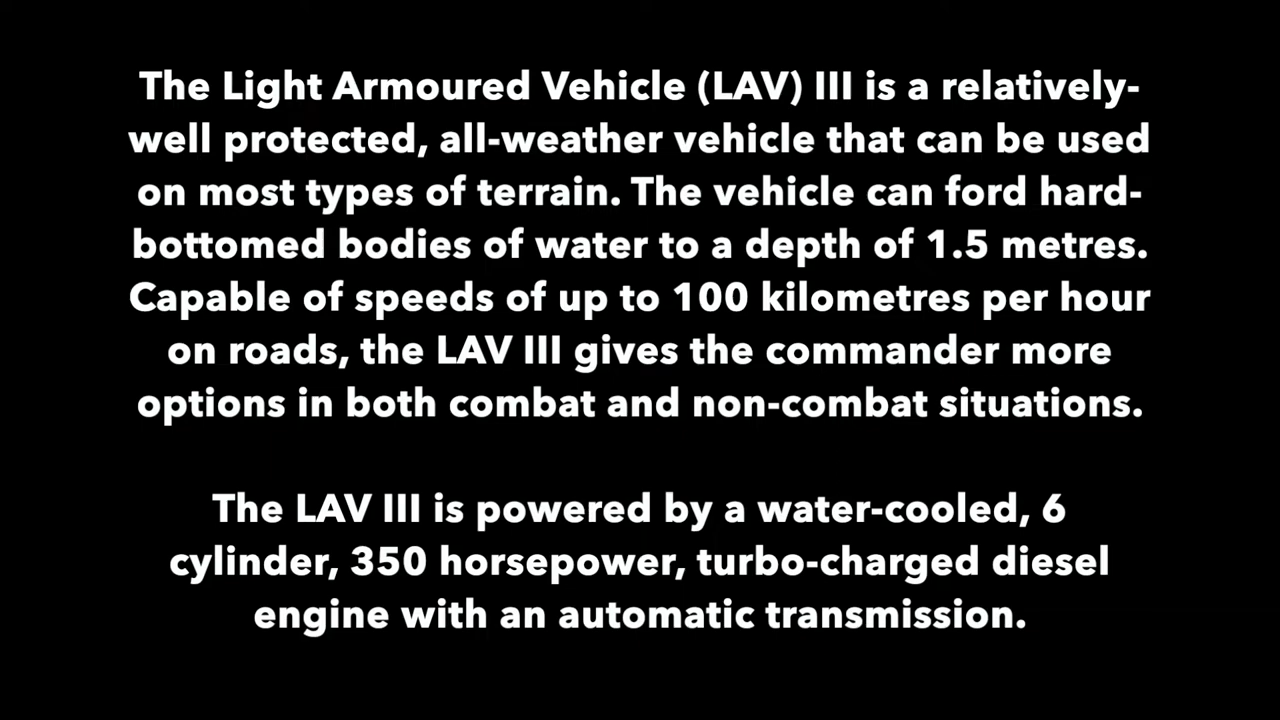 The Light Armoured Vehicle (LAV) III is a relatively-
well protected, all-weather vehicle that can be used
on most types of terrain. The vehicle can ford hard-
bottomed bodies of water to a depth of 1.5 metres.
Capable of speeds of up to 100 kilometres per hour
on roads, the LAV III gives the commander more
options in both combat and non-combat situations.
The LAV III is powered by a water-cooled, 6
cylinder, 350 horsepower, turbo-charged diesel
engine with an automatic transmission.